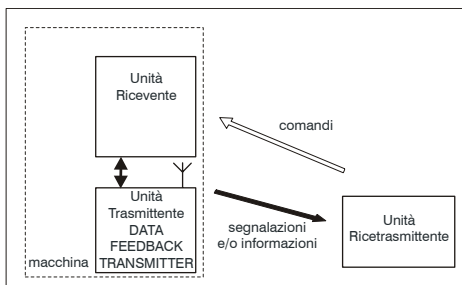 Unità
Ricevente
comandi
Unità
Trasmittente
DATA
FEEDBACK
TRANSMITTER
macchina
segnalazioni
e/o informazioni
Unità
Ricetrasmittente